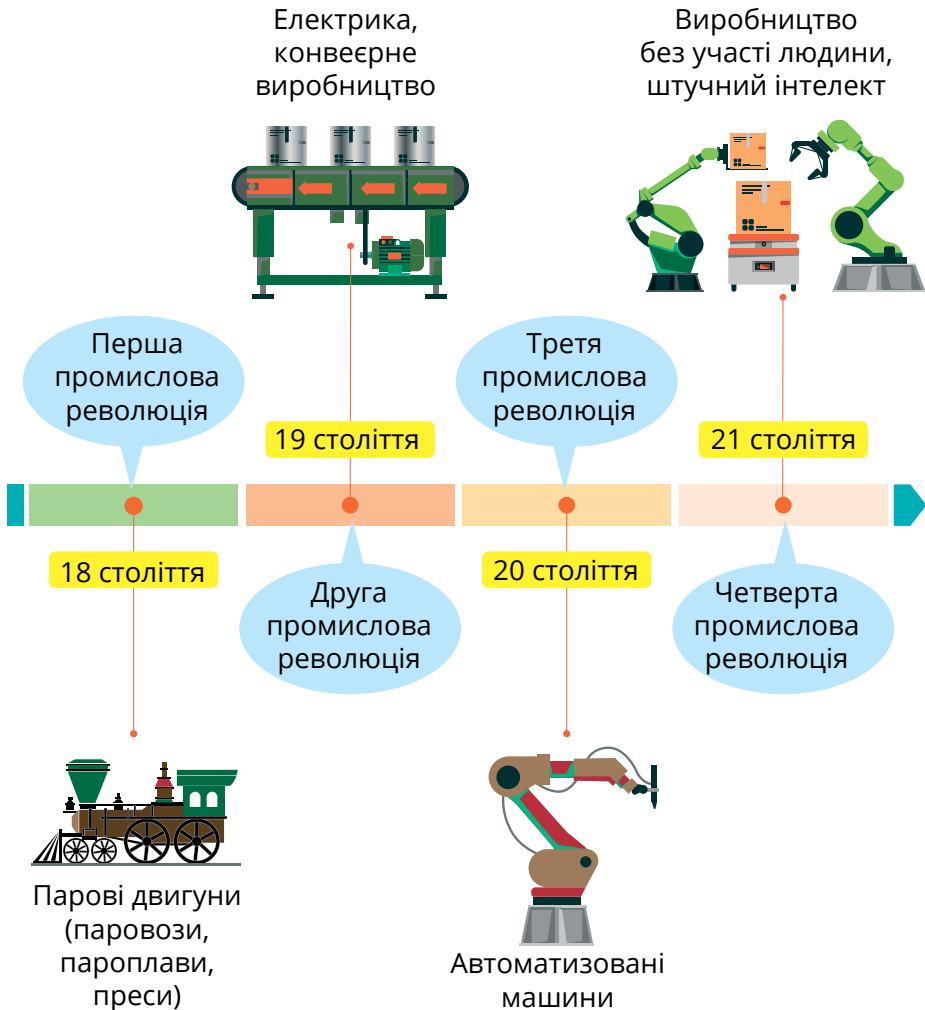 Електрика,
конвеєрне
виробництво
Виробництво
без участі людини,
штучний інтелект
Перша
промислова
революція
19 століття
Третя
промислова
революція
21 століття
18 століття
Друга
промислова
революція
20 століття
Четверта
промислова
революція
Парові двигуни
(паровози,
пароплави,
преси)
Автоматизовані
машини